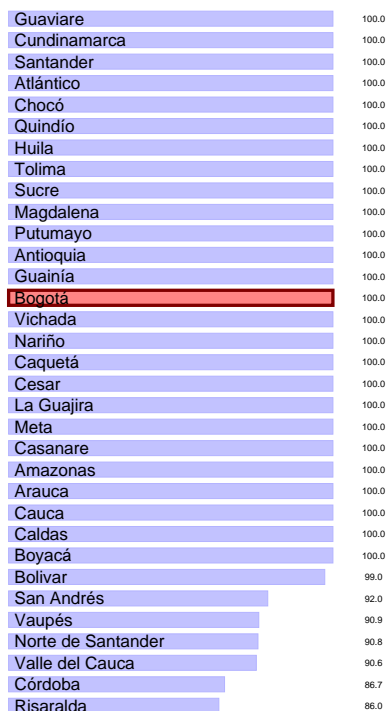 Guaviare 100.0
Cundinamarca 100.0
Santander 100.0
Atlántico 100.0
Chocó 100.0
Quindío 100.0
Huila 100.0
Tolima 100.0
Sucre 100.0
Magdalena 100.0
Putumayo 100.0
Antioquia 100.0
Guainía 100.0
Bogotá 100.0
Vichada 100.0
Nariño 100.0
Caquetá 100.0
Cesar 100.0
La Guajira 100.0
Meta 100.0
Casanare 100.0
Amazonas 100.0
Arauca 100.0
Cauca 100.0
Caldas 100.0
Boyacá 100.0
Bolivar 99.0
San Andrés 92.0
Vaupés 90.9
Norte de Santander 90.8
Valle del Cauca 90.6
Córdoba 86.7
Risaralda 86.0